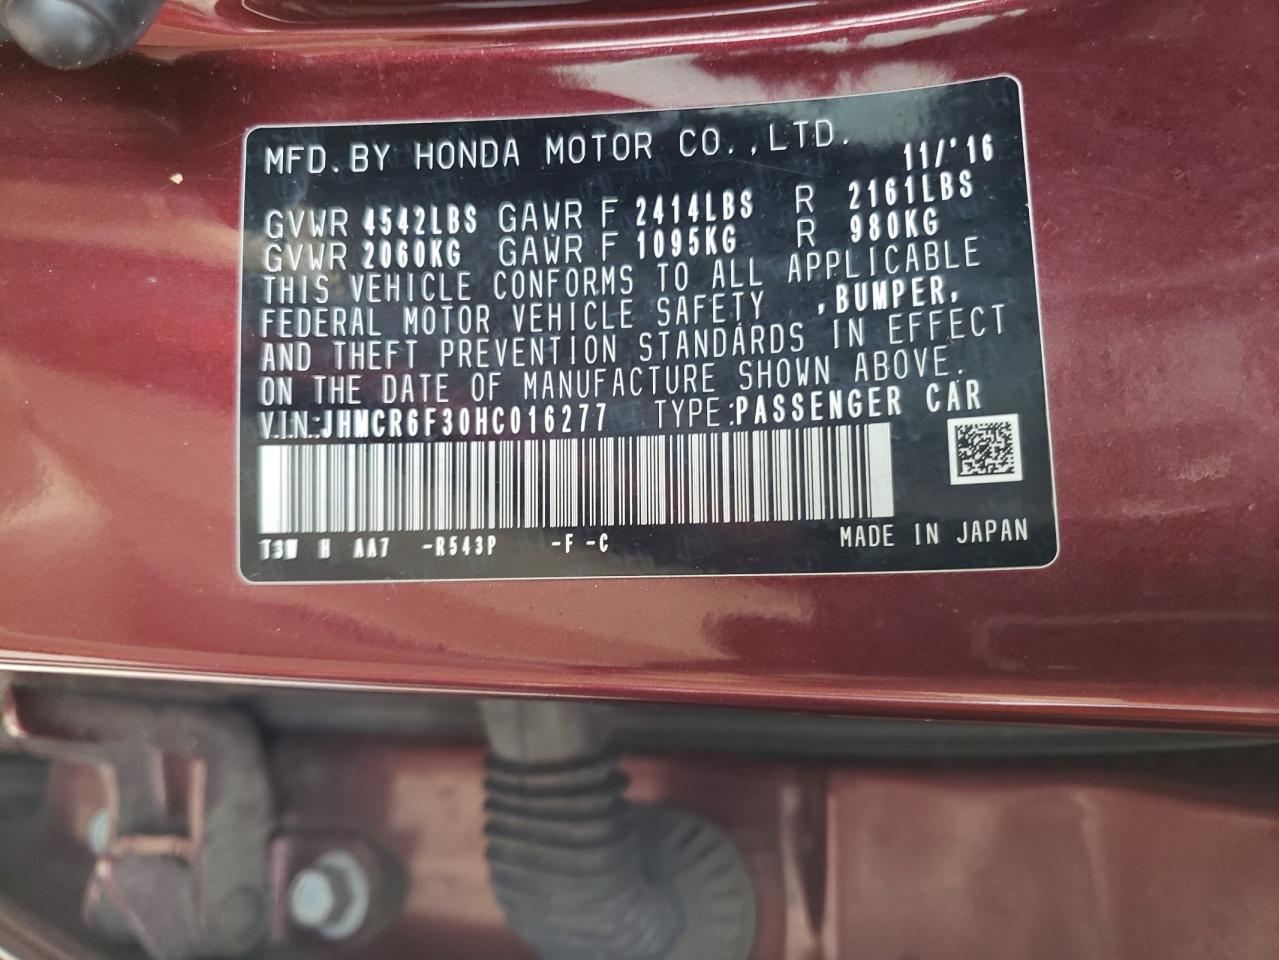 MFD. BY HONDA MOTOR CO., LTD. 11/'16
GVWR 4542LBS GAWR F 2414LBS R 2161LBS
GVWR 2060KG GAWR F 1095KG R 980KG
THIS VEHICLE CONFORMS TO ALL APPLICABLE
FEDERAL MOTOR VEHICLE SAFETY ,BUMPER,
AND THEFT PREVENTION STANDARDS IN EFFECT
ON THE DATE OF MANUFACTURE SHOWN ABOVE.
V.I.N.:JHMCR6F30HC016277 TYPE:PASSENGER CAR
T3W H AA7 -R543P -F -C
MADE IN JAPAN